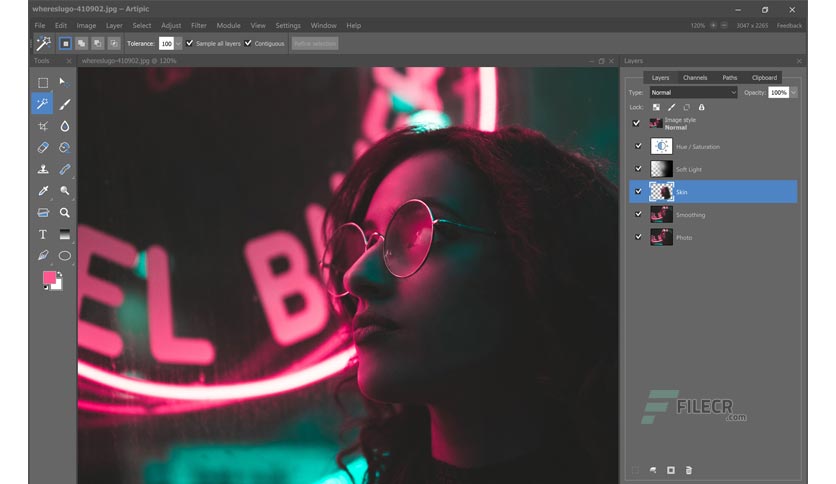 whereslugo-410902.jpg – Artipic
File Edit Image Layer Select Adjust Filter Module View Settings Window Help
120% 3047 x 2265 Feedback
Tolerance: 100 Sample all layers Contiguous Refine selection
Tools
whereslugo-410902.jpg @ 120%
Layers
Layers Channels Paths Clipboard
Type: Normal Opacity: 100%
Lock:
Image style
Normal
Hue / Saturation
Soft Light
Skin
Smoothing
Photo
EL B
T
FILECR
.com